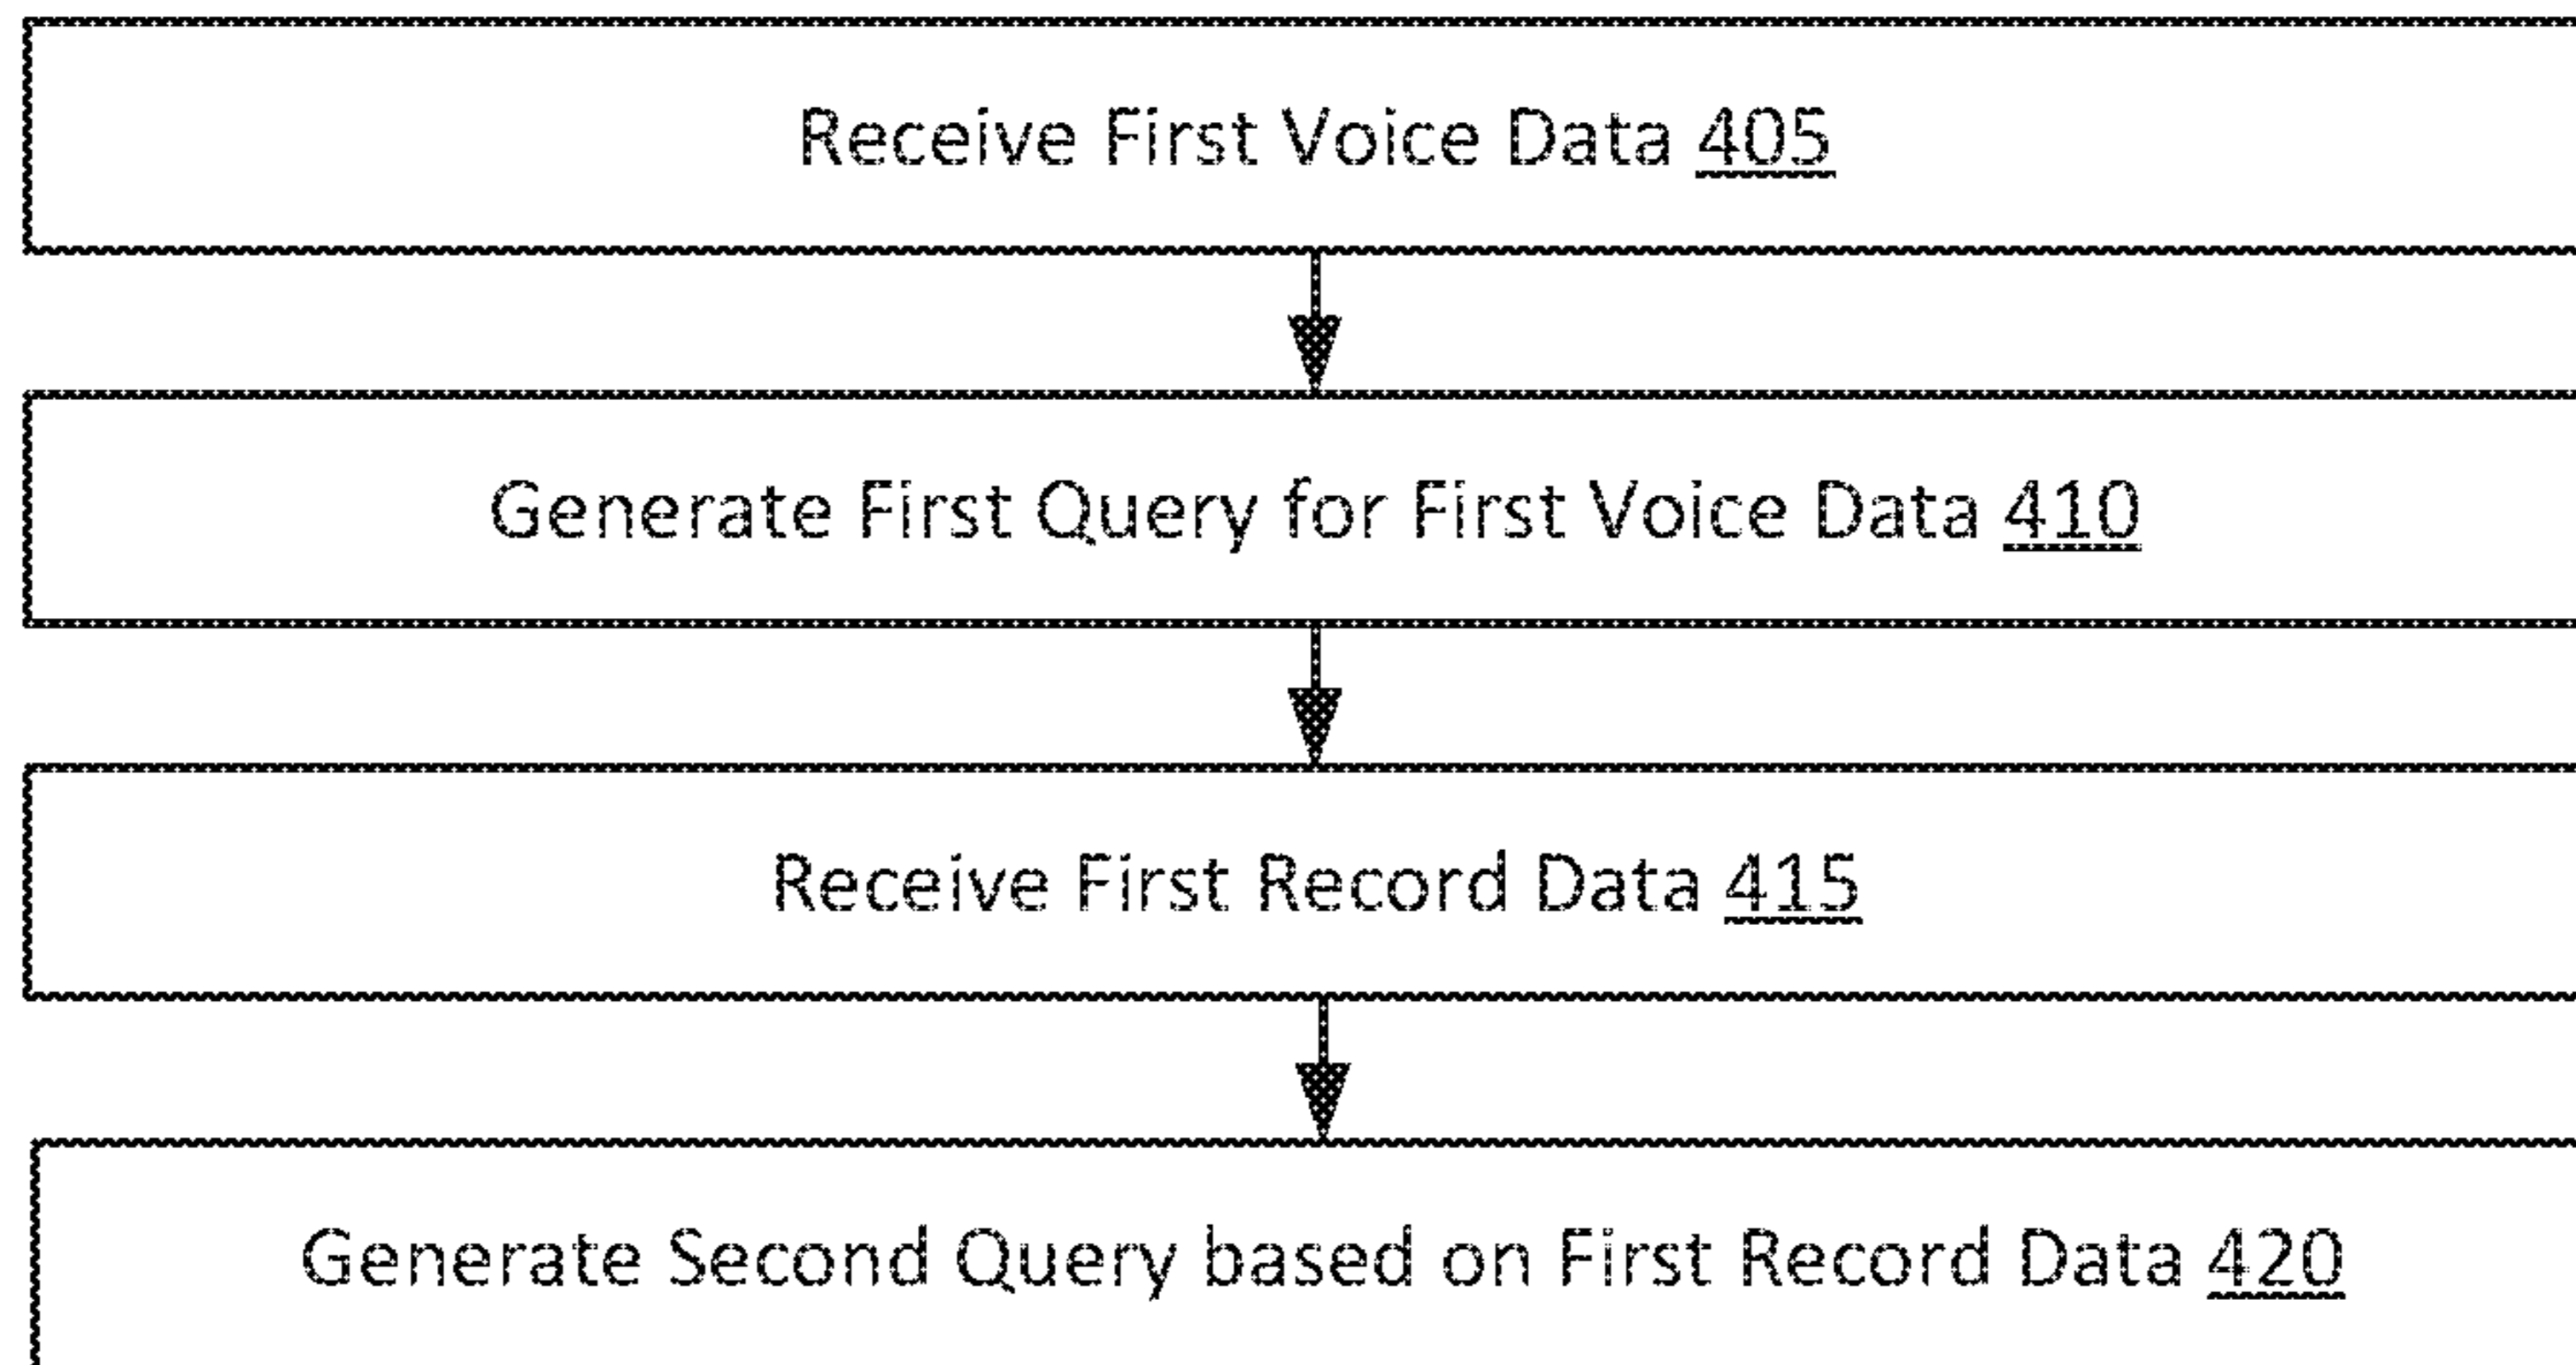 Receive First Voice Data 405
Generate First Query for First Voice Data 410
Receive First Record Data 415
Generate Second Query based on First Record Data 420